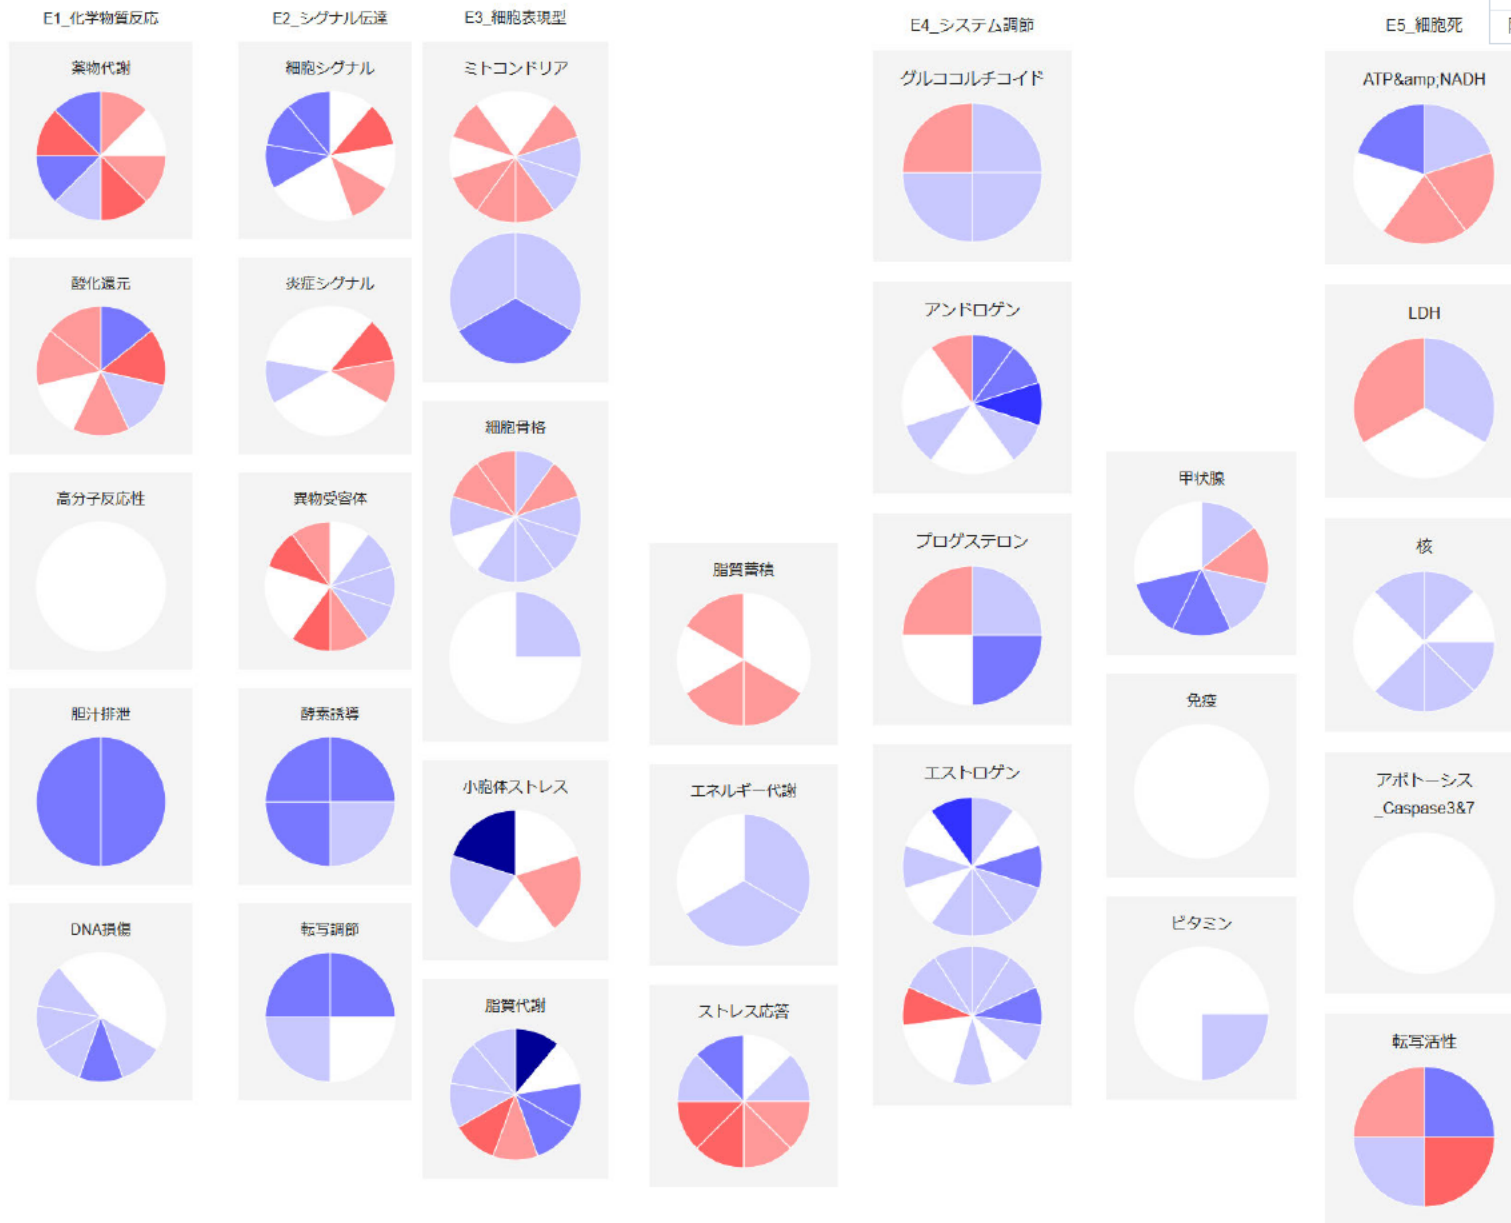 E1_化学物質反応
薬物代謝
酸化還元
高分子反応性
胆汁排泄
DNA損傷
E2_シグナル伝達
細胞シグナル
炎症シグナル
異物受容体
酵素誘導
転写調節
E3_細胞表現型
ミトコンドリア
細胞骨格
小胞体ストレス
脂質代謝
脂質蓄積
エネルギー代謝
ストレス応答
E4_システム調節
グルココルチコイド
アンドロゲン
プロゲステロン
エストロゲン
甲状腺
免疫
ビタミン
E5_細胞死
ATP&amp;NADH
LDH
核
アポトーシス
_Caspase3&7
転写活性